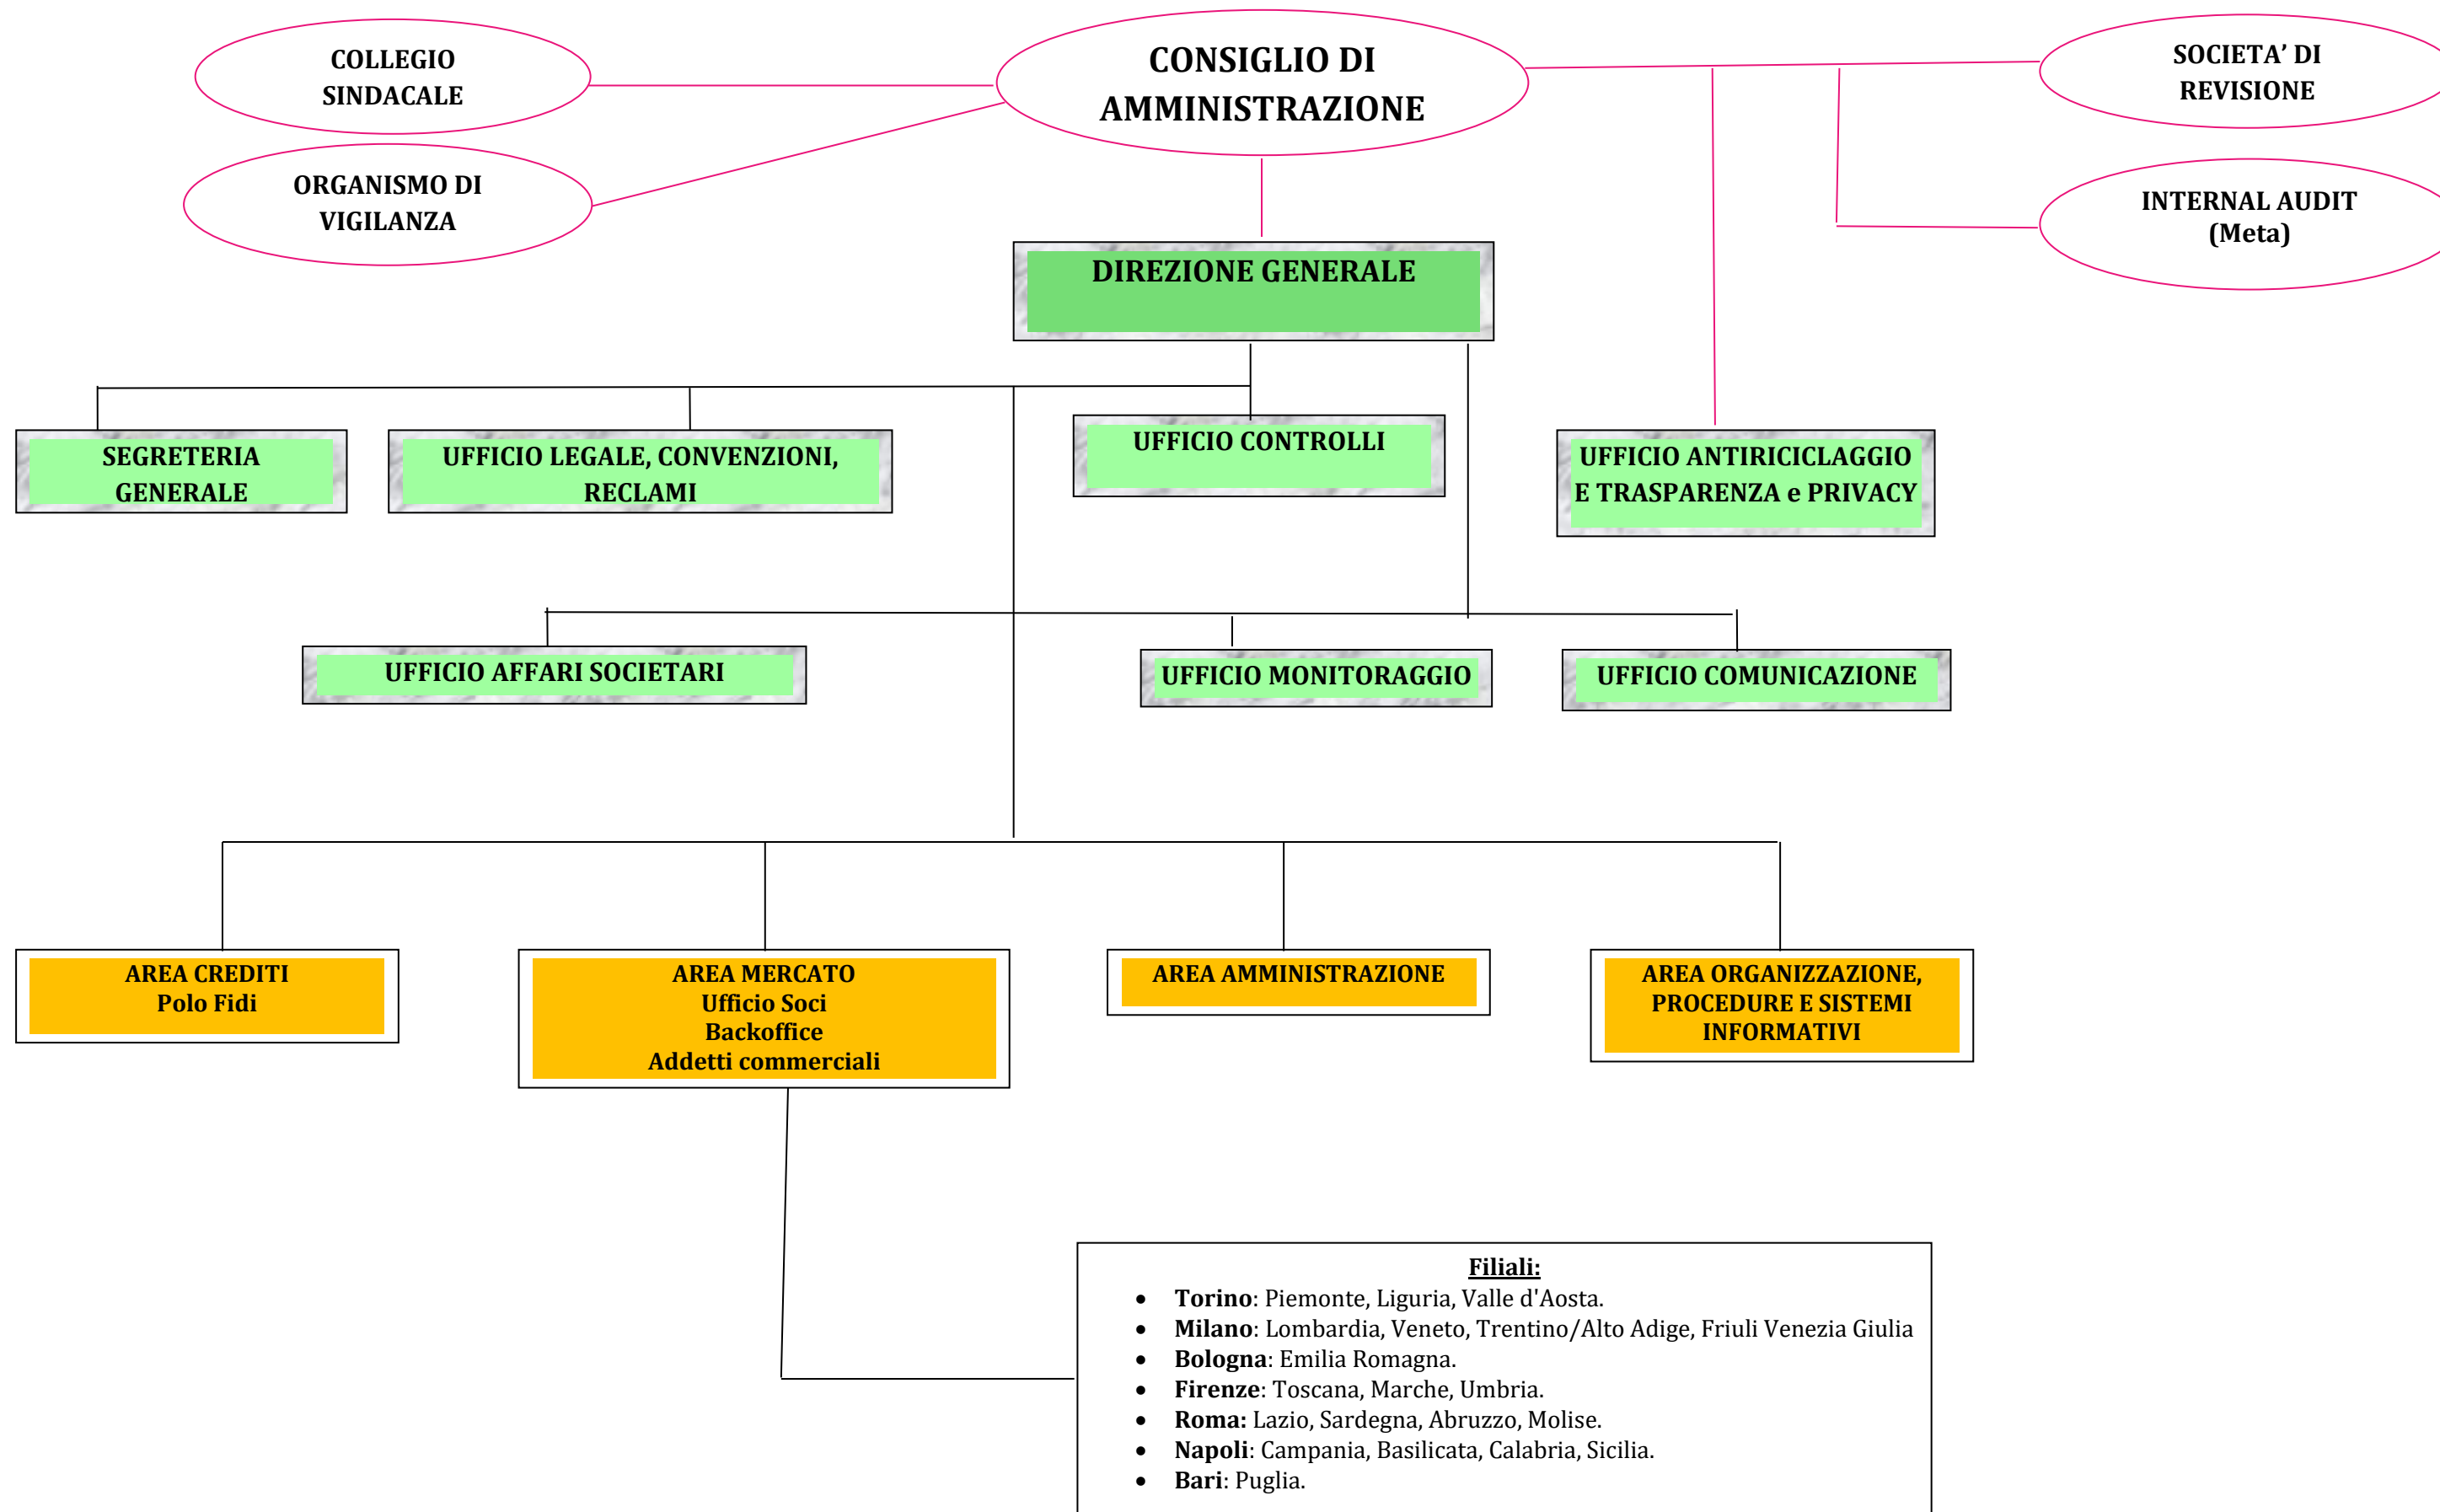 COLLEGIO
SINDACALE
CONSIGLIO DI
AMMINISTRAZIONE
SOCIETA’ DI
REVISIONE
ORGANISMO DI
VIGILANZA
INTERNAL AUDIT
(Meta)
DIREZIONE GENERALE
SEGRETERIA
GENERALE
UFFICIO LEGALE, CONVENZIONI,
RECLAMI
UFFICIO CONTROLLI
UFFICIO ANTIRICICLAGGIO
E TRASPARENZA e PRIVACY
UFFICIO AFFARI SOCIETARI
UFFICIO MONITORAGGIO
UFFICIO COMUNICAZIONE
AREA CREDITI
Polo Fidi
AREA MERCATO
Ufficio Soci
Backoffice
Addetti commerciali
AREA AMMINISTRAZIONE
AREA ORGANIZZAZIONE,
PROCEDURE E SISTEMI
INFORMATIVI
Filiali:
• Torino: Piemonte, Liguria, Valle d'Aosta.
• Milano: Lombardia, Veneto, Trentino/Alto Adige, Friuli Venezia Giulia
• Bologna: Emilia Romagna.
• Firenze: Toscana, Marche, Umbria.
• Roma: Lazio, Sardegna, Abruzzo, Molise.
• Napoli: Campania, Basilicata, Calabria, Sicilia.
• Bari: Puglia.